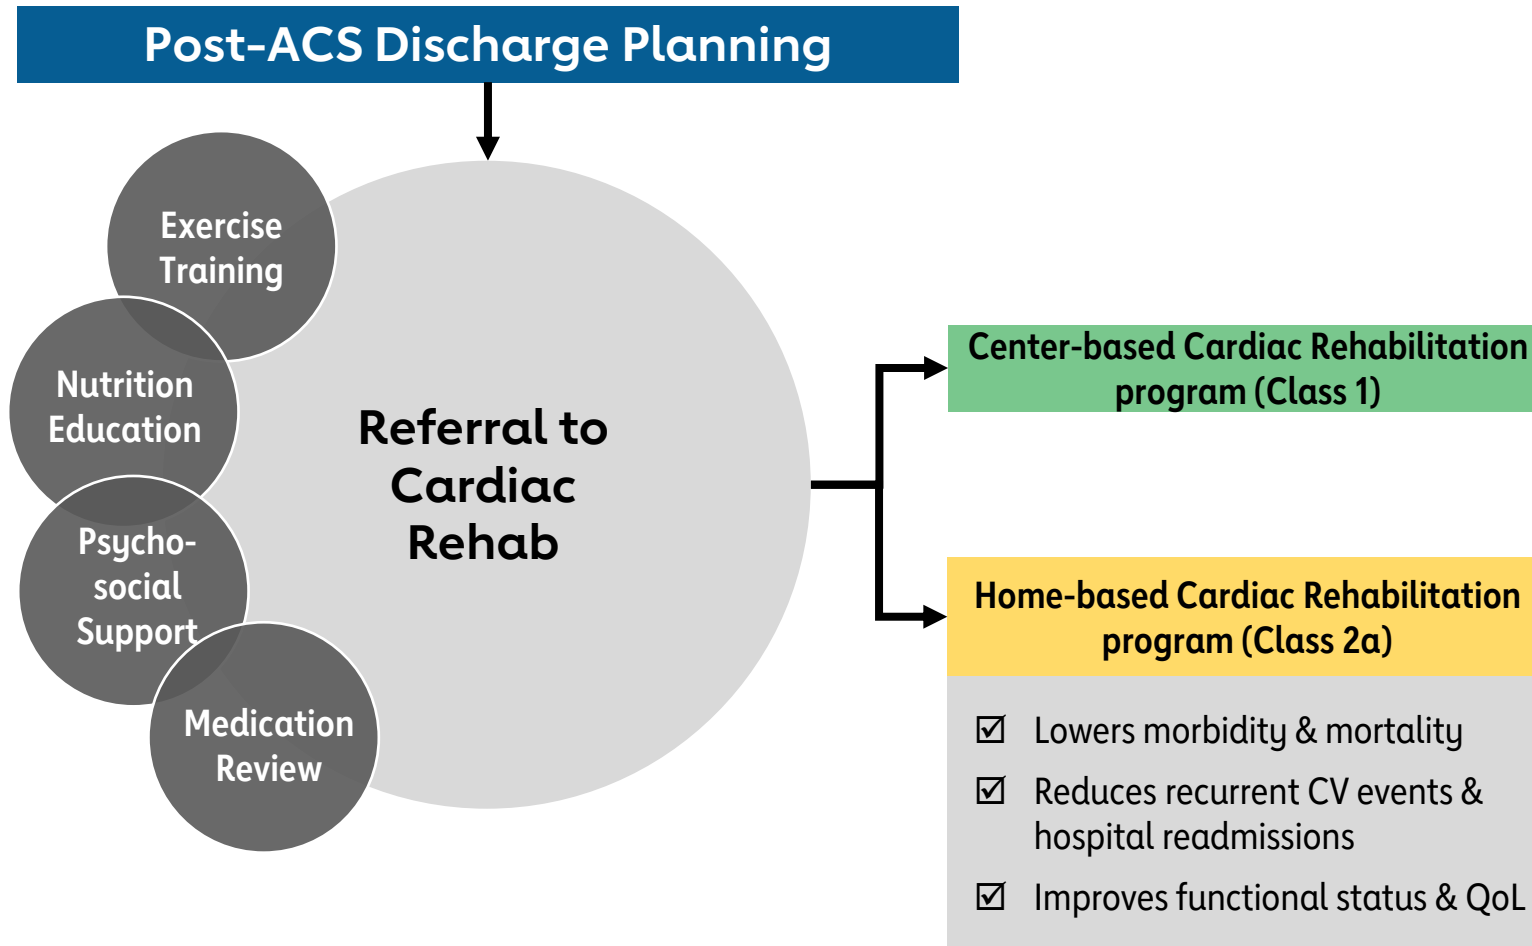 Post-ACS Discharge Planning
Exercise
Training
Nutrition
Education
Psycho-
social
Support
Medication
Review
Referral to
Cardiac
Rehab
Center-based Cardiac Rehabilitation
program (Class 1)
Home-based Cardiac Rehabilitation
program (Class 2a)
☑ Lowers morbidity & mortality
☑ Reduces recurrent CV events &
hospital readmissions
☑ Improves functional status & QoL